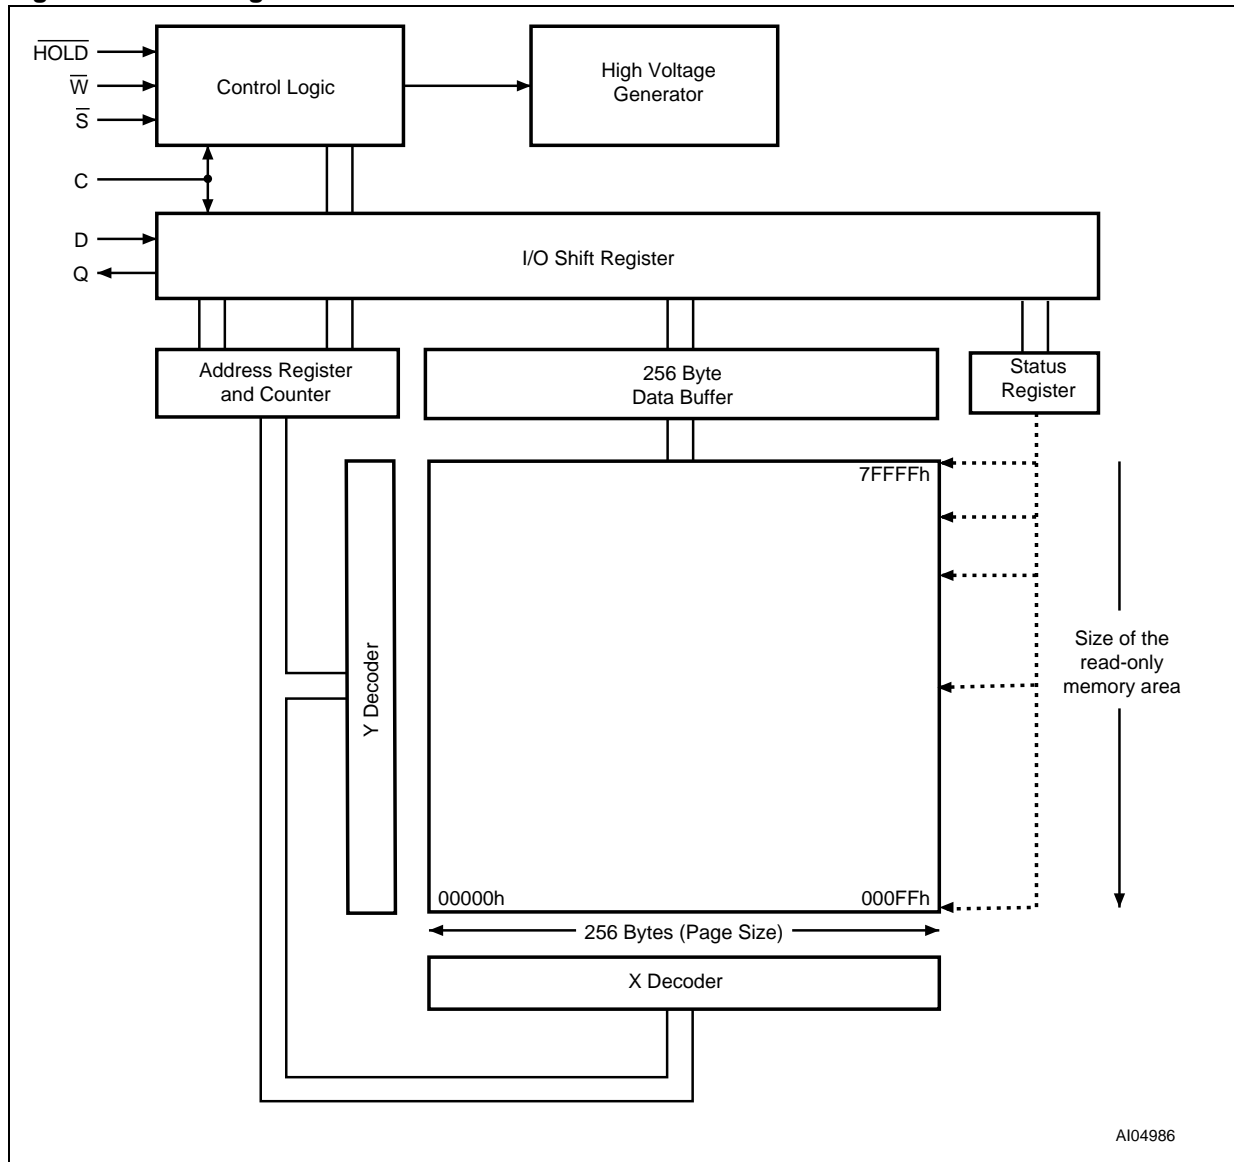 HOLD
W
S
C
D
Q
Control Logic
High Voltage
Generator
I/O Shift Register
Address Register
and Counter
256 Byte
Data Buffer
Status
Register
7FFFFh
Y Decoder
Size of the
read-only
memory area
00000h
000FFh
256 Bytes (Page Size)
X Decoder
AI04986